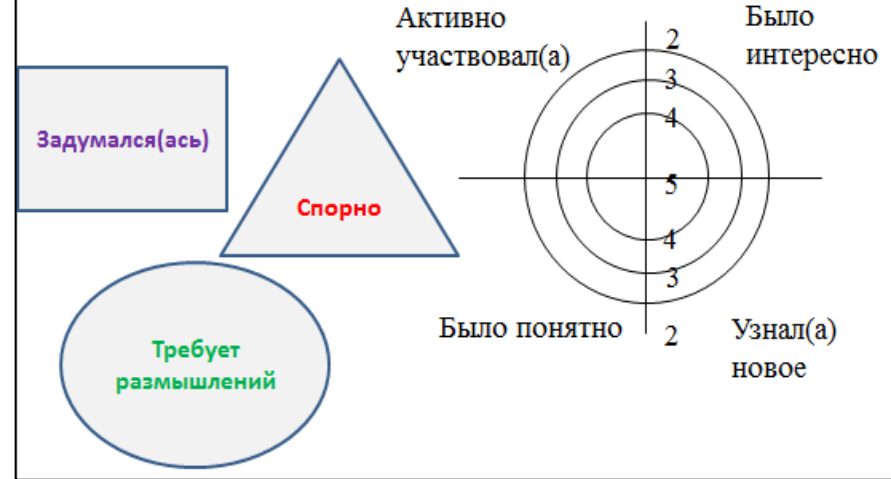 Задумался(ась)
Спорно
Требует
размышлений
Активно
участвовал(а)
Было
интересно
2
3
4
5
4
3
2
Было понятно
Узнал(а)
новое